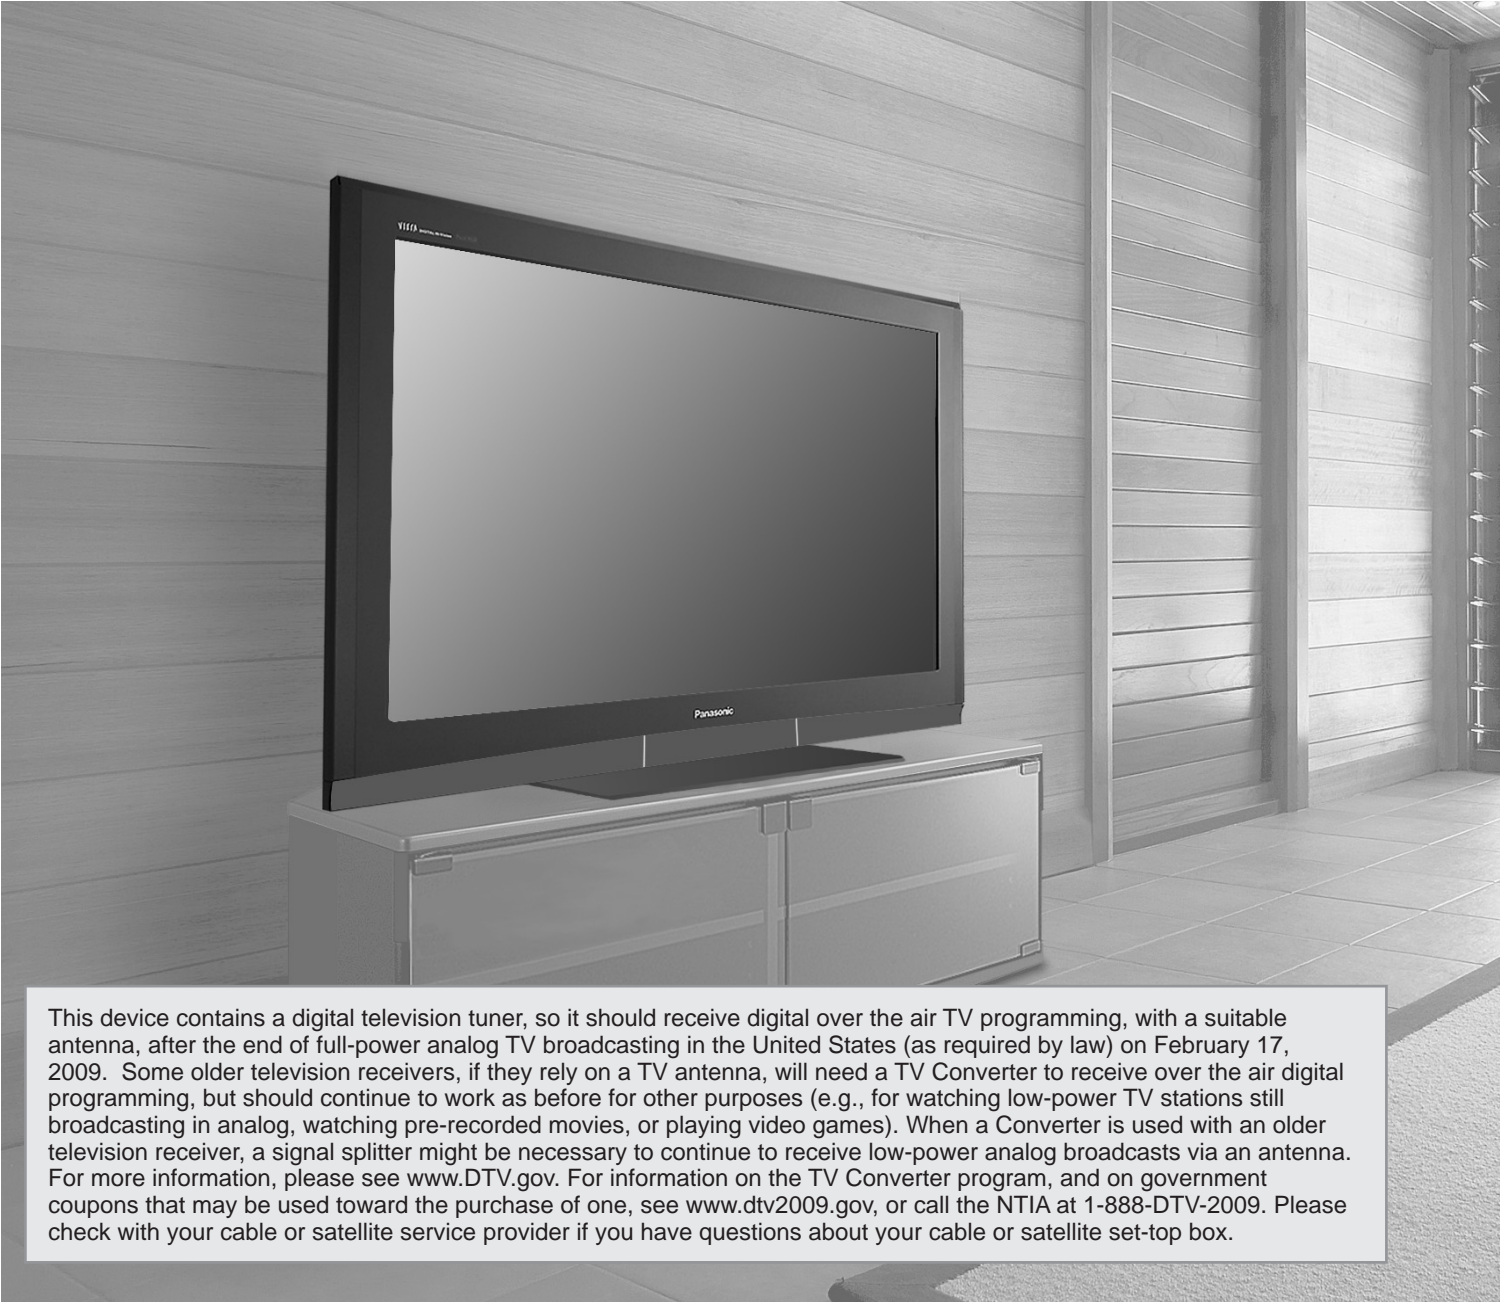 VIERA
Panasonic
This device contains a digital television tuner, so it should receive digital over the air TV programming, with a suitable
antenna, after the end of full-power analog TV broadcasting in the United States (as required by law) on February 17,
2009.  Some older television receivers, if they rely on a TV antenna, will need a TV Converter to receive over the air digital
programming, but should continue to work as before for other purposes (e.g., for watching low-power TV stations still
broadcasting in analog, watching pre-recorded movies, or playing video games). When a Converter is used with an older
television receiver, a signal splitter might be necessary to continue to receive low-power analog broadcasts via an antenna.
For more information, please see www.DTV.gov. For information on the TV Converter program, and on government
coupons that may be used toward the purchase of one, see www.dtv2009.gov, or call the NTIA at 1-888-DTV-2009. Please
check with your cable or satellite service provider if you have questions about your cable or satellite set-top box.